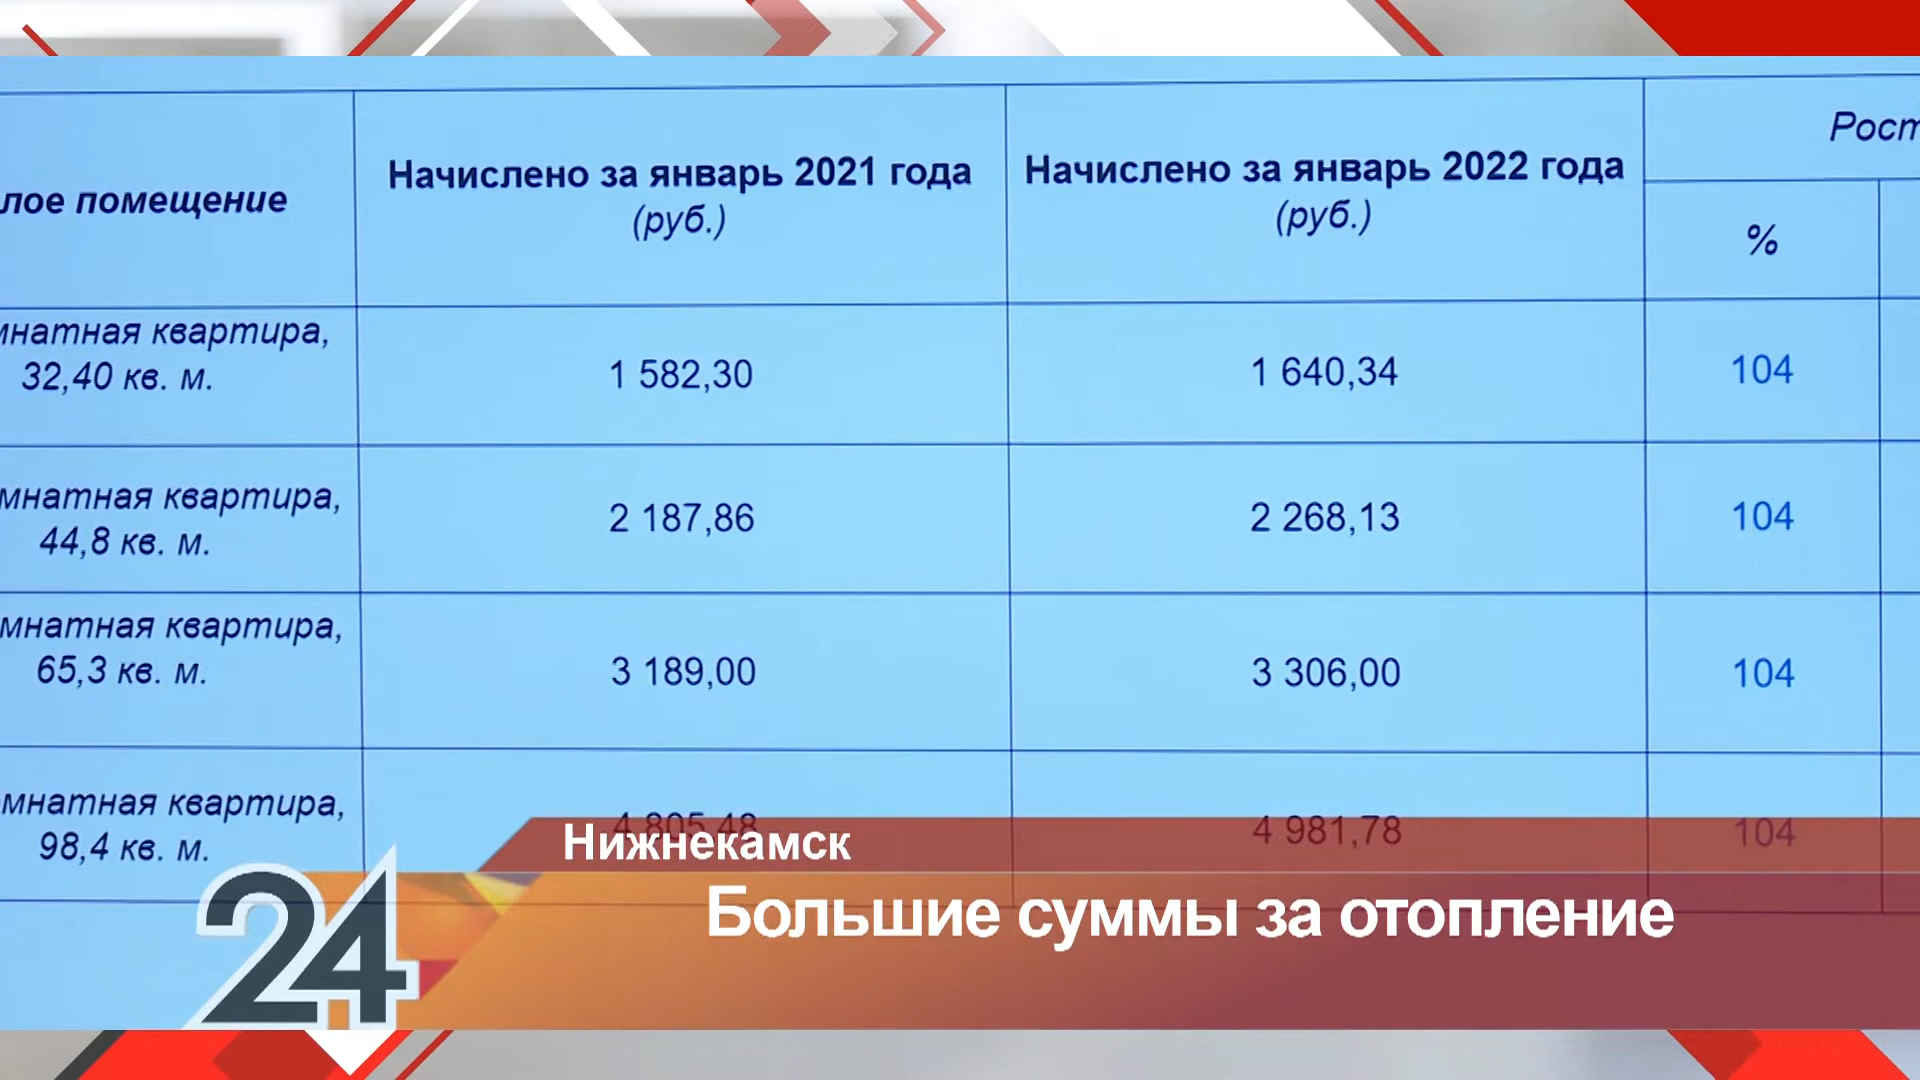 Рост
лое помещение
Начислено за январь 2021 года
(руб.)
Начислено за январь 2022 года
(руб.)
%
мнатная квартира,
32,40 кв. м.
1 582,30
1 640,34
104
мнатная квартира,
44,8 кв. м.
2 187,86
2 268,13
104
мнатная квартира,
65,3 кв. м.
3 189,00
3 306,00
104
мнатная квартира,
98,4 кв. м.
4 805,48
4 981,78
104
Нижнекамск
Большие суммы за отопление
24